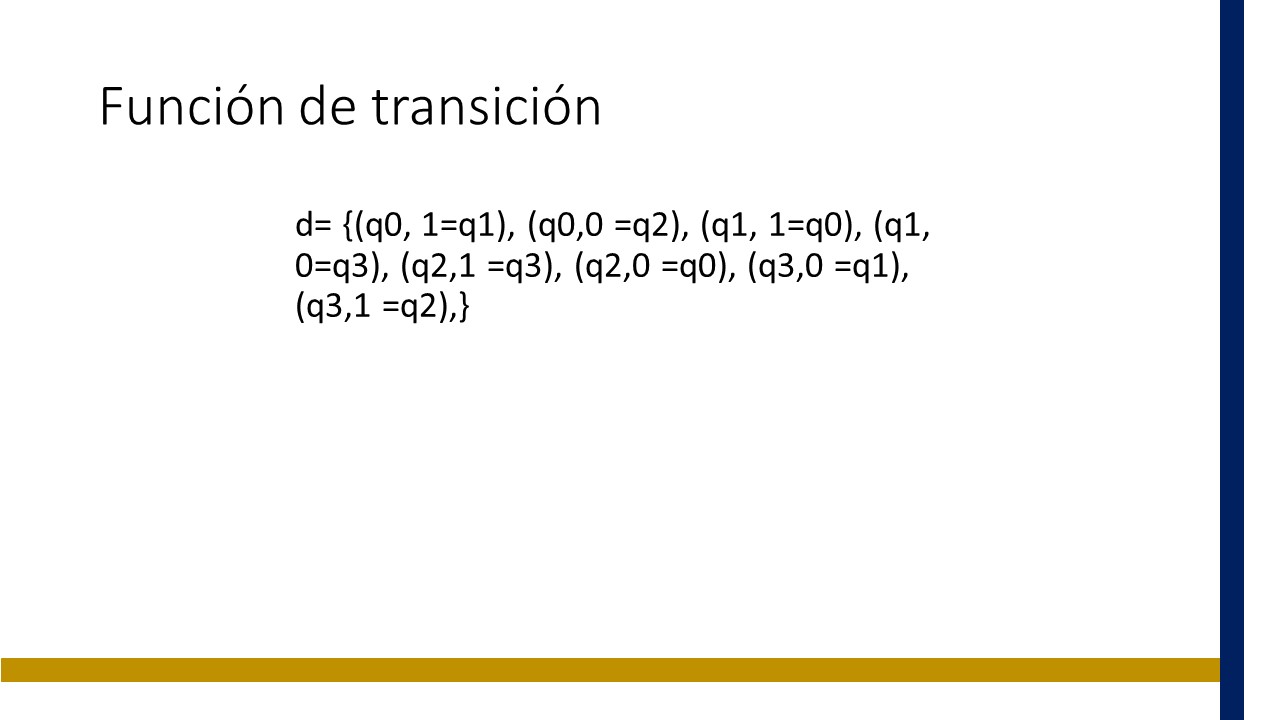 Función de transición
d= {(q0, 1=q1), (q0,0 =q2), (q1, 1=q0), (q1,
0=q3), (q2,1 =q3), (q2,0 =q0), (q3,0 =q1),
(q3,1 =q2),}